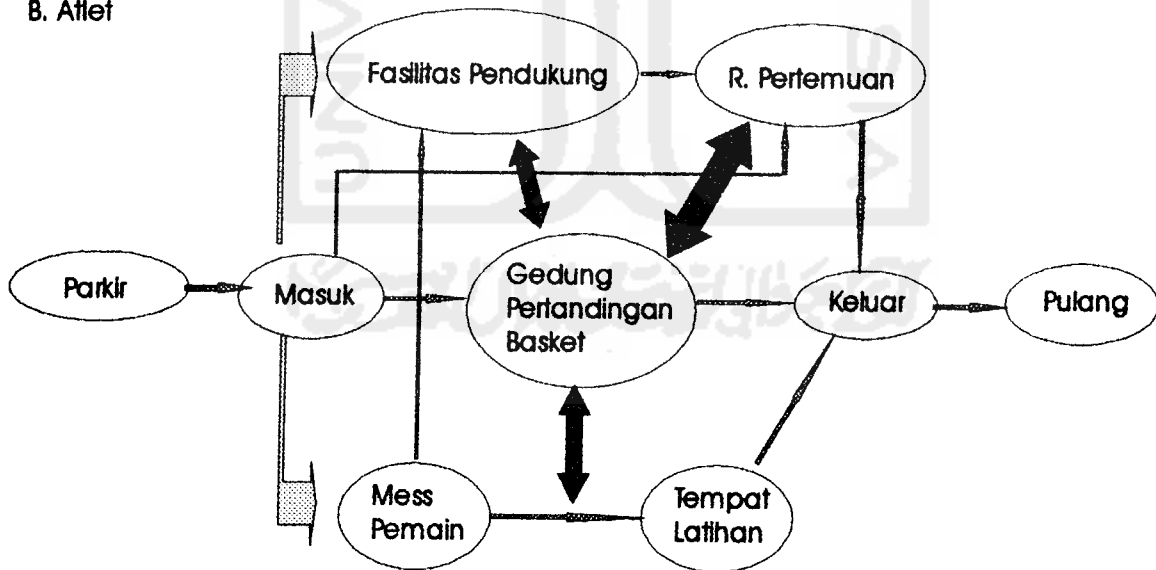 B. Atlet
Fasilitas Pendukung
R. Pertemuan
Parkir
Masuk
Gedung
Pertandingan
Basket
Keluar
Pulang
Mess
Pemain
Tempat
Latihan